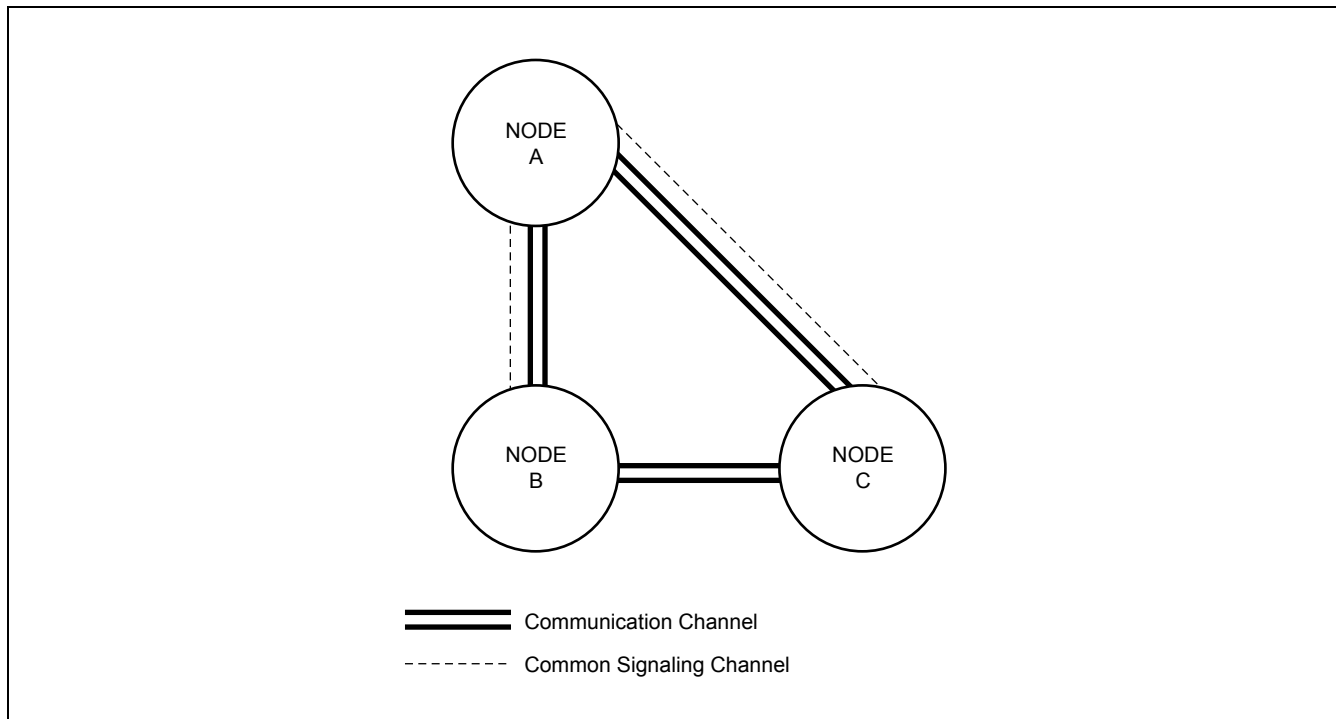 NODE
A
NODE
B
NODE
C
Communication Channel
Common Signaling Channel